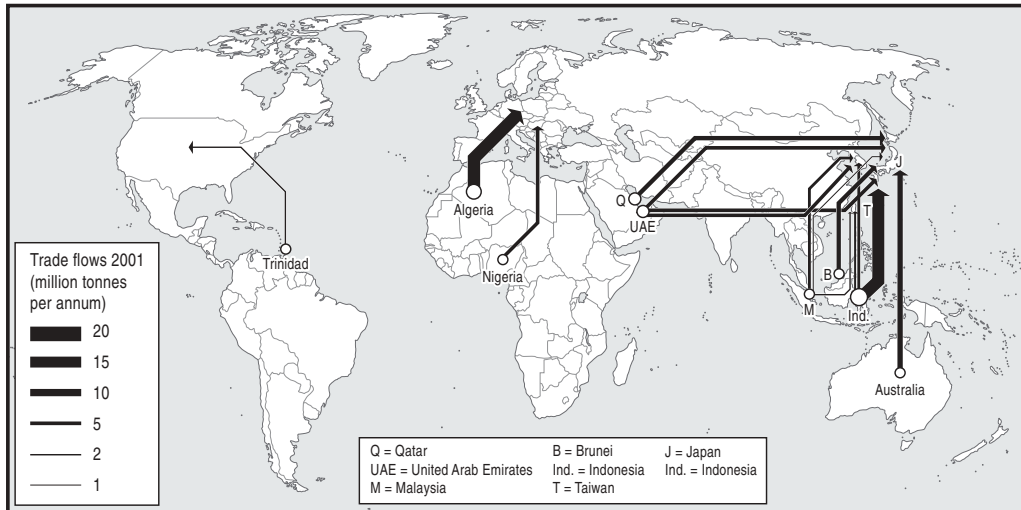 J
Q
UAE
T
Algeria
Trinidad
Nigeria
B
M
Ind.
Australia
Trade flows 2001
(million tonnes
per annum)
20
15
10
5
2
1
Q = Qatar B = Brunei J = Japan
UAE = United Arab Emirates Ind. = Indonesia Ind. = Indonesia
M = Malaysia T = Taiwan